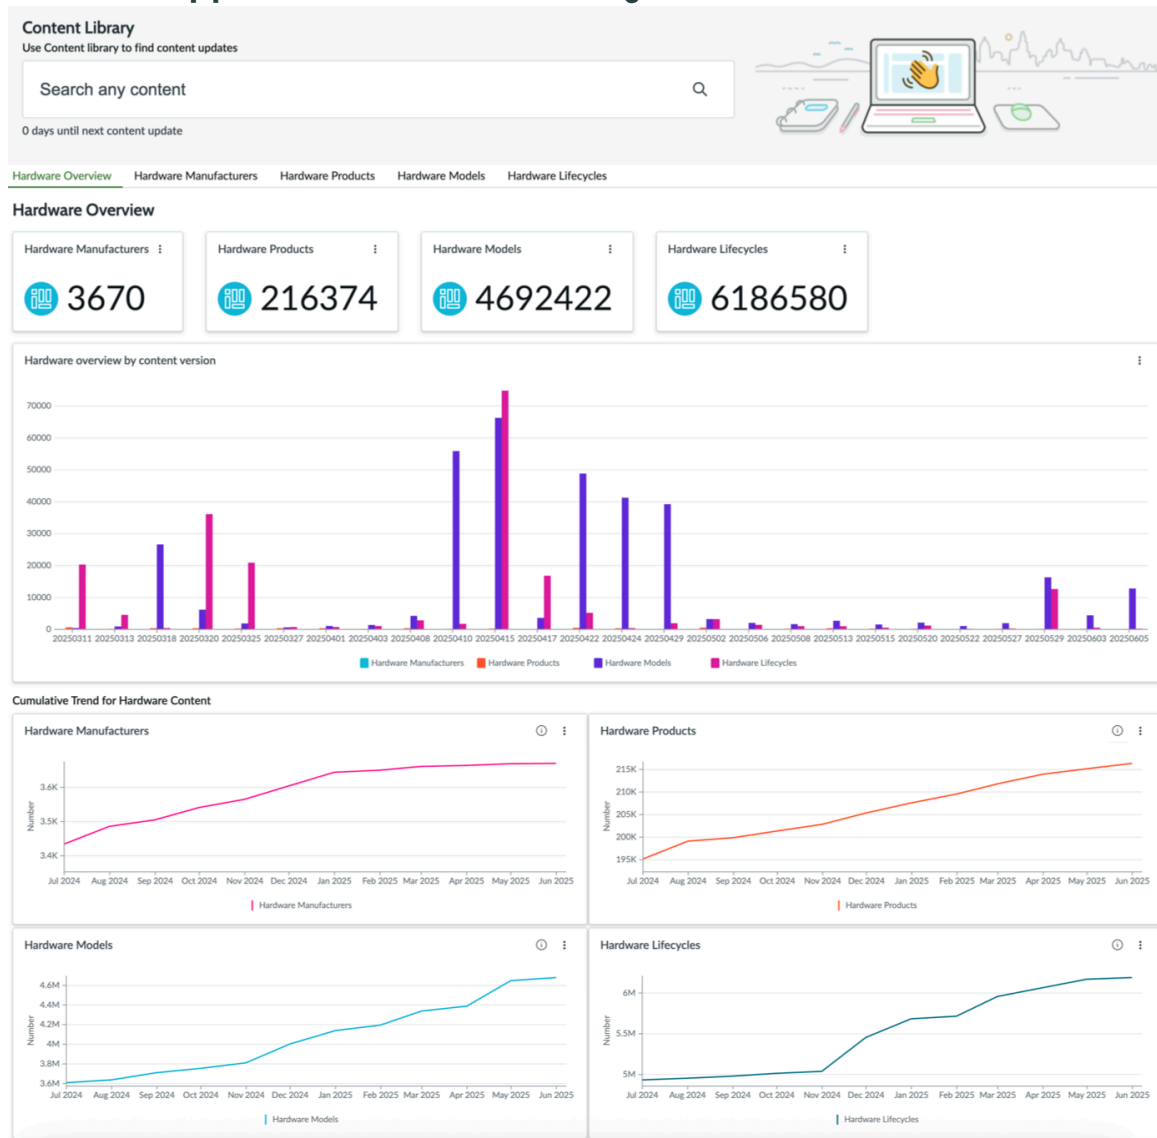 Content Library
Use Content library to find content updates
Search any content
0 days until next content update
Hardware Overview Hardware Manufacturers Hardware Products Hardware Models Hardware Lifecycles
Hardware Overview
Hardware Manufacturers
3670
Hardware Products
216374
Hardware Models
4692422
Hardware Lifecycles
6186580
Hardware overview by content version
70000
60000
50000
40000
30000
20000
10000
0
20250311 20250313 20250318 20250320 20250325 20250327 20250401 20250403 20250408 20250410 20250415 20250417 20250422 20250424 20250429 20250502 20250506 20250508 20250513 20250515 20250520 20250522 20250527 20250529 20250603 20250605
Hardware Manufacturers Hardware Products Hardware Models Hardware Lifecycles
Cumulative Trend for Hardware Content
Hardware Manufacturers
Number
3.6K
3.5K
3.4K
Jul 2024 Aug 2024 Sep 2024 Oct 2024 Nov 2024 Dec 2024 Jan 2025 Feb 2025 Mar 2025 Apr 2025 May 2025 Jun 2025
Hardware Manufacturers
Hardware Products
Number
215K
210K
205K
200K
195K
Jul 2024 Aug 2024 Sep 2024 Oct 2024 Nov 2024 Dec 2024 Jan 2025 Feb 2025 Mar 2025 Apr 2025 May 2025 Jun 2025
Hardware Products
Hardware Models
Number
4.6M
4.4M
4.2M
4M
3.8M
3.6M
Jul 2024 Aug 2024 Sep 2024 Oct 2024 Nov 2024 Dec 2024 Jan 2025 Feb 2025 Mar 2025 Apr 2025 May 2025 Jun 2025
Hardware Models
Hardware Lifecycles
Number
6M
5.5M
5M
Jul 2024 Aug 2024 Sep 2024 Oct 2024 Nov 2024 Dec 2024 Jan 2025 Feb 2025 Mar 2025 Apr 2025 May 2025 Jun 2025
Hardware Lifecycles